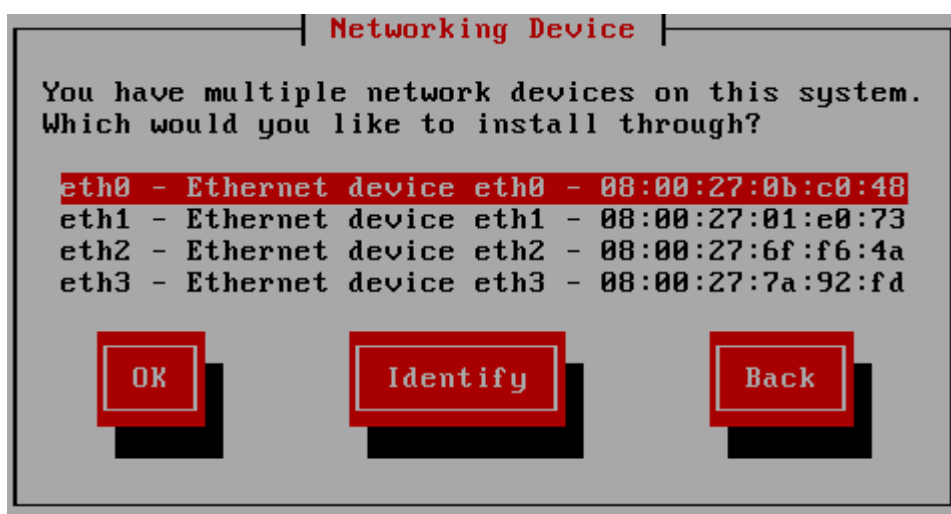 Networking Device
You have multiple network devices on this system.
Which would you like to install through?
eth0 - Ethernet device eth0 - 08:00:27:0b:c0:48
eth1 - Ethernet device eth1 - 08:00:27:01:e0:73
eth2 - Ethernet device eth2 - 08:00:27:6f:f6:4a
eth3 - Ethernet device eth3 - 08:00:27:7a:92:fd
OK Identify Back